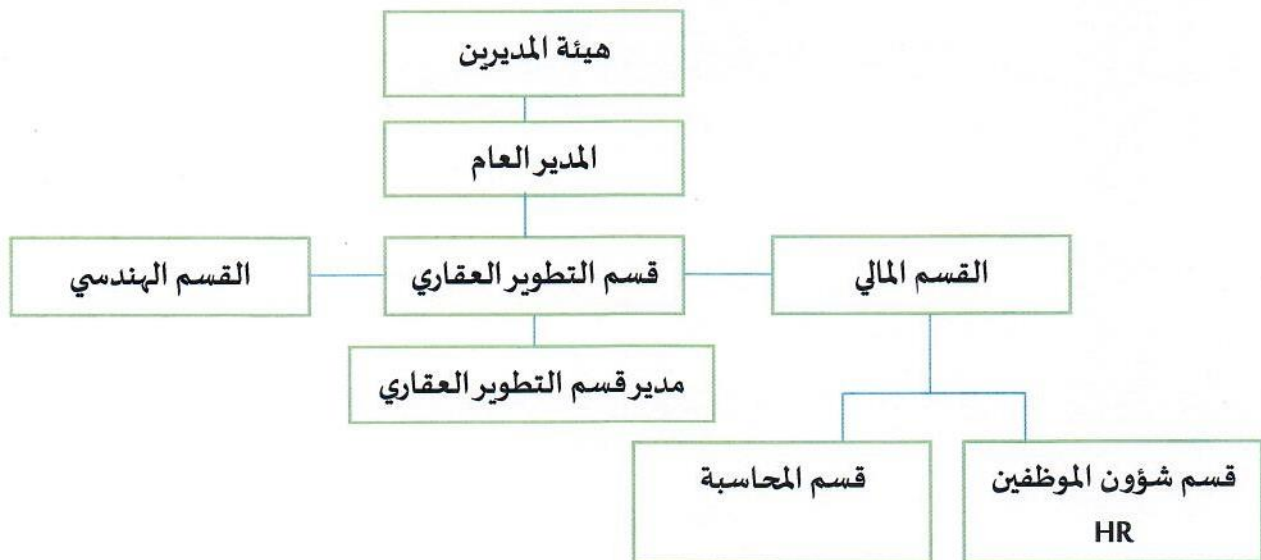 هيئة المديرين
المدير العام
القسم المالي
قسم التطوير العقاري
القسم الهندسي
مدير قسم التطوير العقاري
قسم شؤون الموظفين
HR
قسم المحاسبة